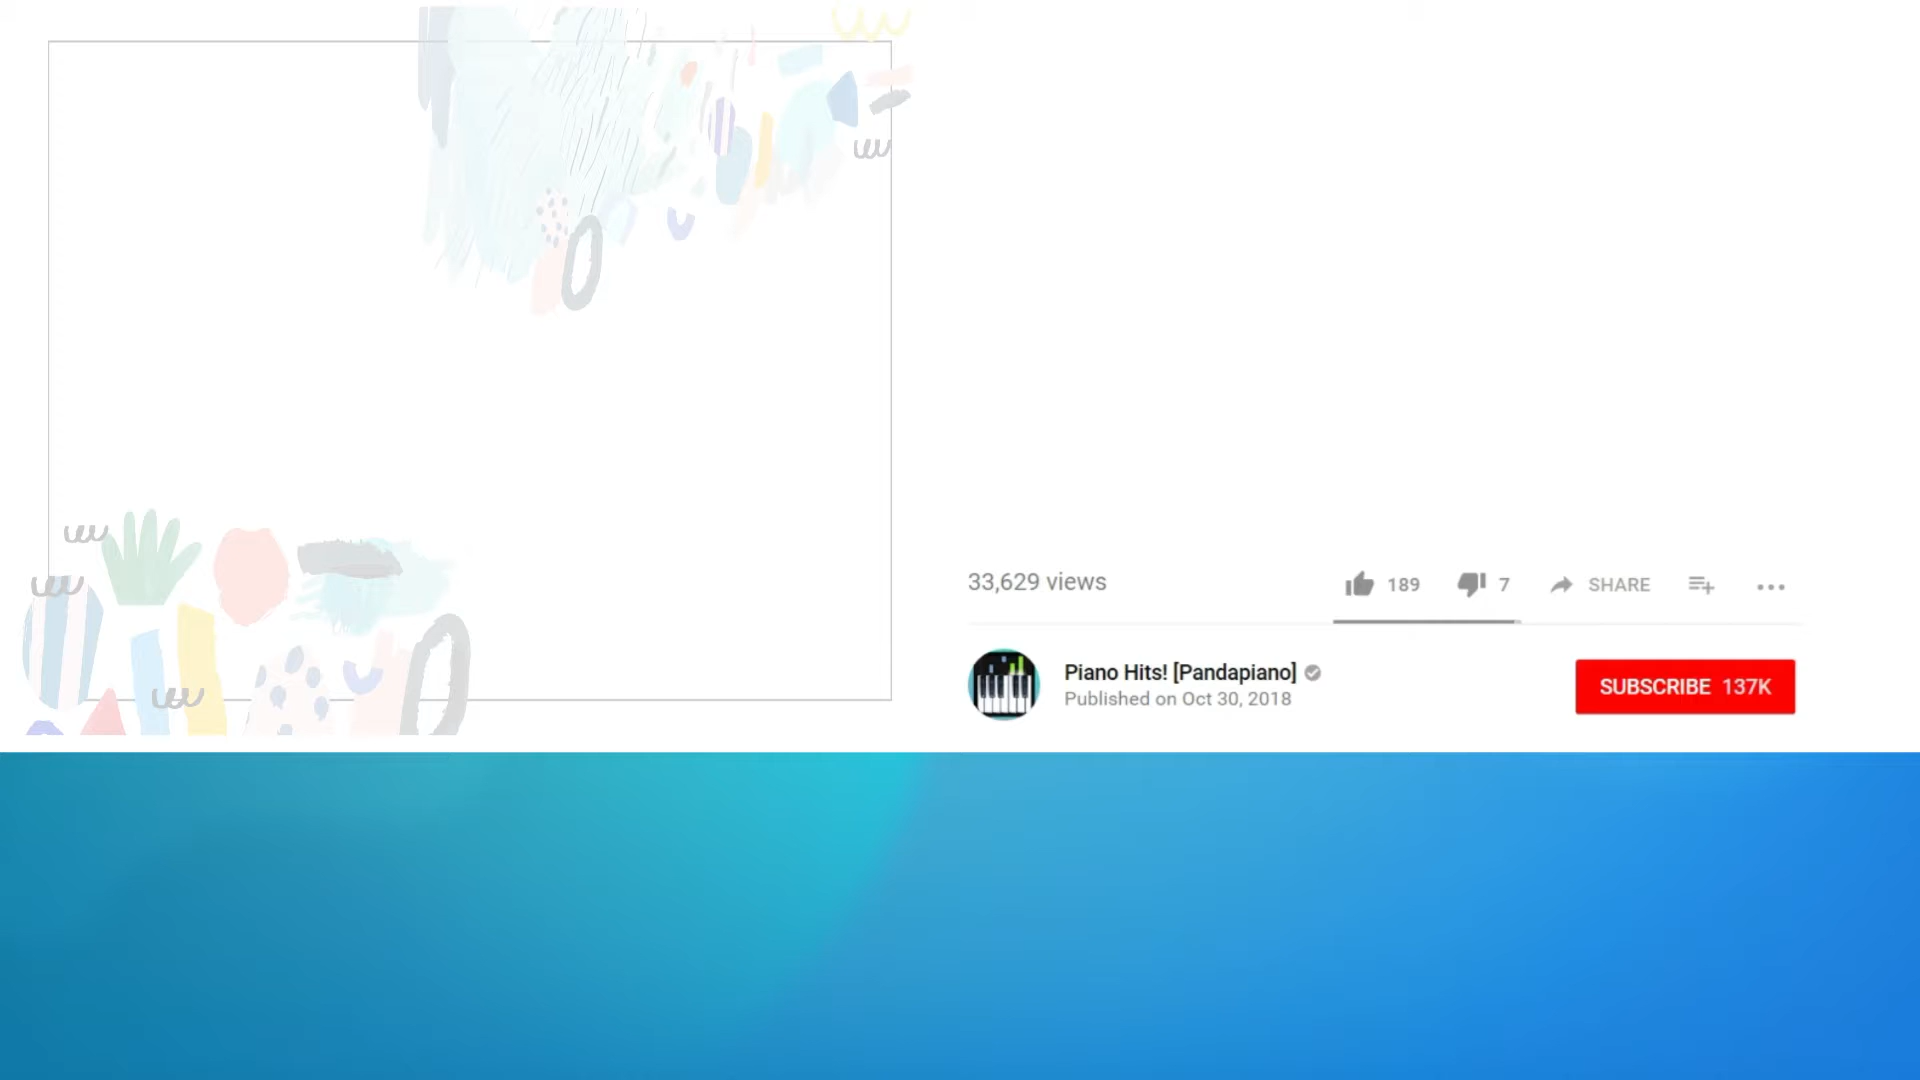 33,629 views
189
7
SHARE
Piano Hits! [Pandapiano]
Published on Oct 30, 2018
SUBSCRIBE 137K